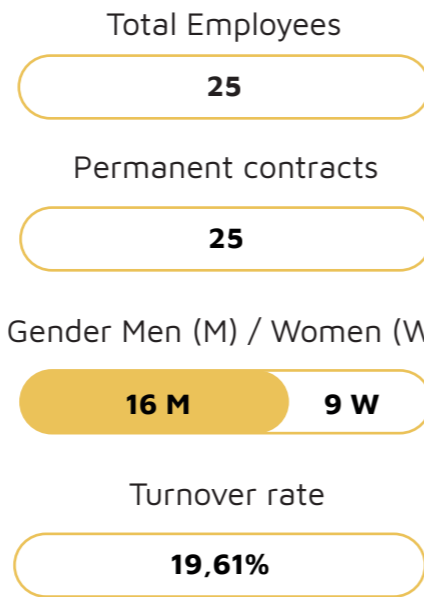 Total Employees
25
Permanent contracts
25
Gender Men (M) / Women (W
16 M 9 W
Turnover rate
19,61%